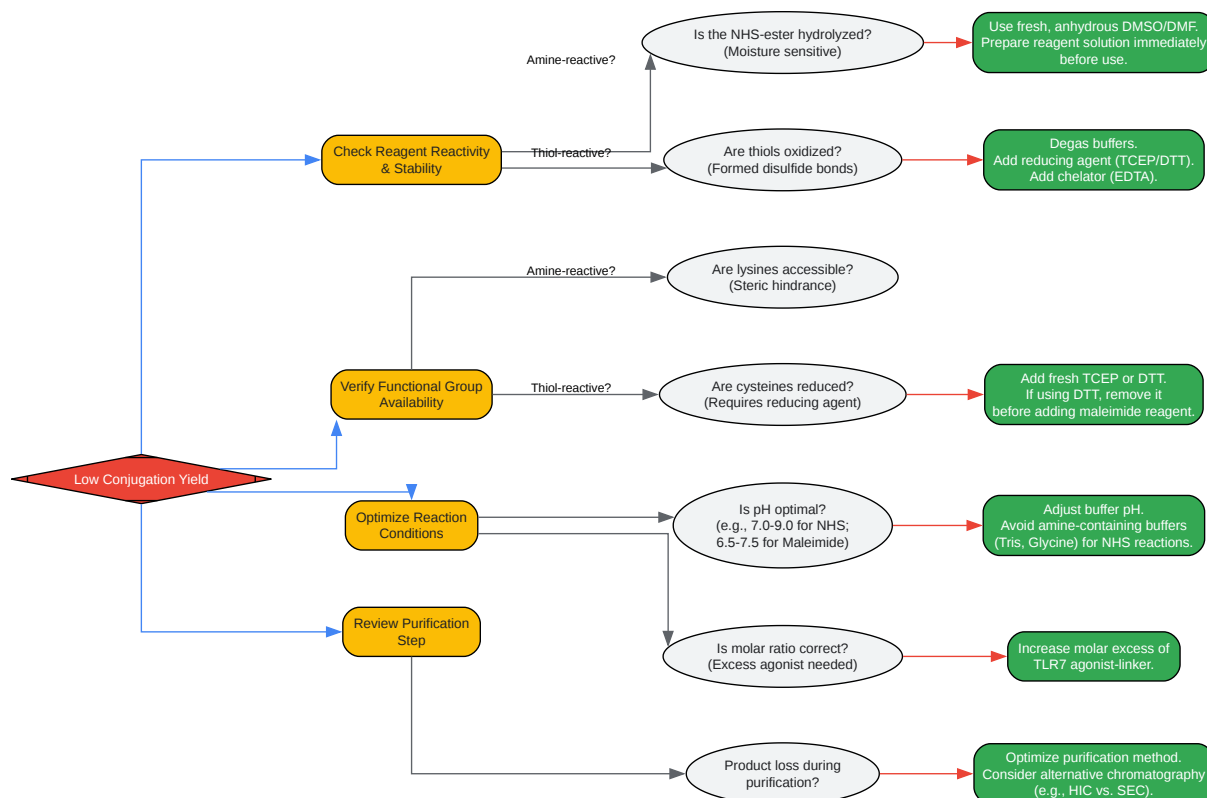 Is the NHS-ester hydrolyzed?
(Moisture sensitive)
Use fresh, anhydrous DMSO/DMF.
Prepare reagent solution immediately
before use.
Amine-reactive?
Check Reagent Reactivity
& Stability
Thiol-reactive?
Are thiols oxidized?
(Formed disulfide bonds)
Degas buffers.
Add reducing agent (TCEP/DTT).
Add chelator (EDTA).
Amine-reactive?
Are lysines accessible?
(Steric hindrance)
Verify Functional Group
Availability
Thiol-reactive?
Are cysteines reduced?
(Requires reducing agent)
Add fresh TCEP or DTT.
If using DTT, remove it
before adding maleimide reagent.
Low Conjugation Yield
Optimize Reaction
Conditions
Is pH optimal?
(e.g., 7.0-9.0 for NHS;
6.5-7.5 for Maleimide)
Adjust buffer pH.
Avoid amine-containing buffers
(Tris, Glycine) for NHS reactions.
Review Purification
Step
Is molar ratio correct?
(Excess agonist needed)
Increase molar excess of
TLR7 agonist-linker.
Product loss during
purification?
Optimize purification method.
Consider alternative chromatography
(e.g., HIC vs. SEC).